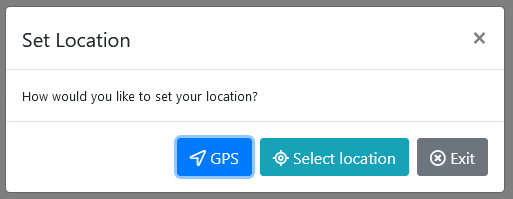 Set Location
×
How would you like to set your location?
GPS Select location Exit